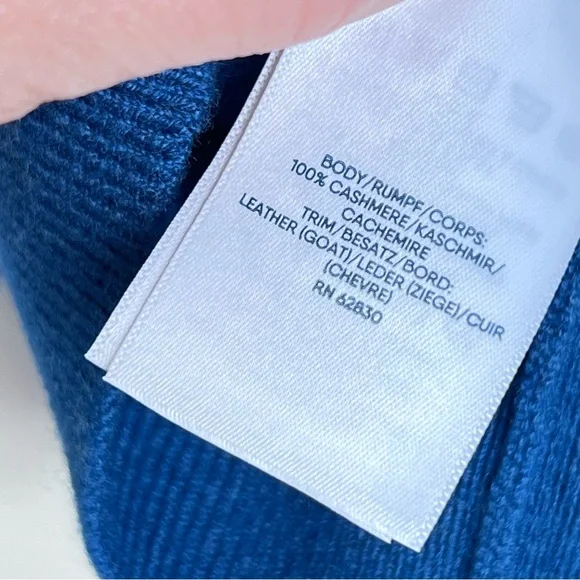 BODY/RUMPF/CORPS:
100% CASHMERE/KASCHMIR/
CACHEMIRE
TRIM/BESATZ/BORD:
LEATHER (GOAT)/LEDER (ZIEGE)/CUIR
(CHEVRE)
RN 62830